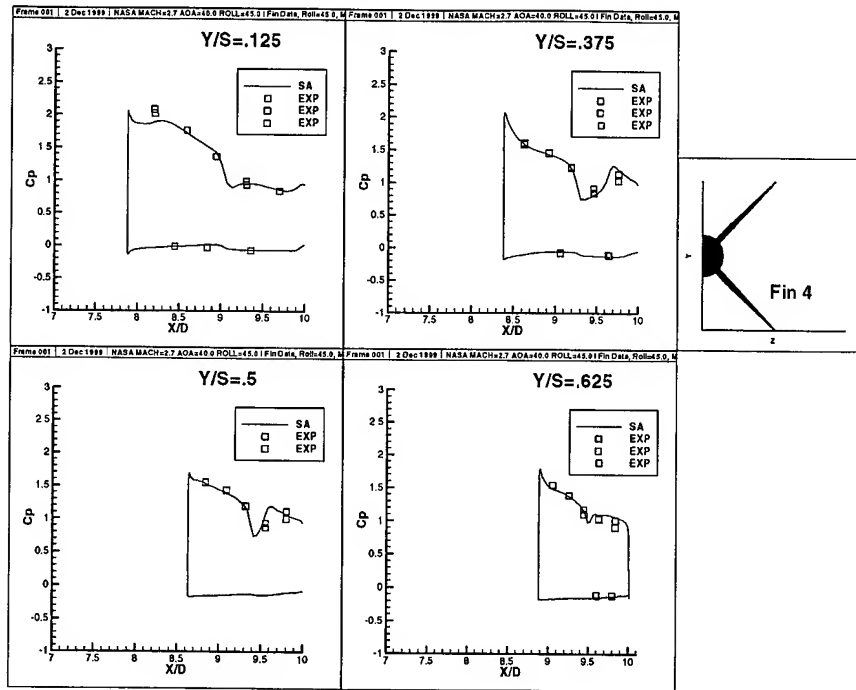 Frame 001 | 2 Dec 1999 | NASA MACH=2.7 AOA=40.0 ROLL=45.0 | Fin Data, Roll=45.0, M
Y/S=.125
SA
EXP
EXP
EXP
Cp
3
2.5
2
1.5
1
0.5
0
-0.5
-1
7
7.5
8
8.5
9
9.5
10
X/D
Frame 001 | 2 Dec 1999 | NASA MACH=2.7 AOA=40.0 ROLL=45.0 | Fin Data, Roll=45.0, M
Y/S=.375
SA
EXP
EXP
EXP
Cp
3
2.5
2
1.5
1
0.5
0
-0.5
-1
7
7.5
8
8.5
9
9.5
10
X/D
Y
Fin 4
Z
Frame 001 | 2 Dec 1999 | NASA MACH=2.7 AOA=40.0 ROLL=45.0 | Fin Data, Roll=45.0, M
Y/S=.5
SA
EXP
EXP
Cp
3
2.5
2
1.5
1
0.5
0
-0.5
-1
7
7.5
8
8.5
9
9.5
10
X/D
Frame 001 | 2 Dec 1999 | NASA MACH=2.7 AOA=40.0 ROLL=45.0 | Fin Data, Roll=45.0, M
Y/S=.625
SA
EXP
EXP
EXP
Cp
3
2.5
2
1.5
1
0.5
0
-0.5
-1
7
7.5
8
8.5
9
9.5
10
X/D